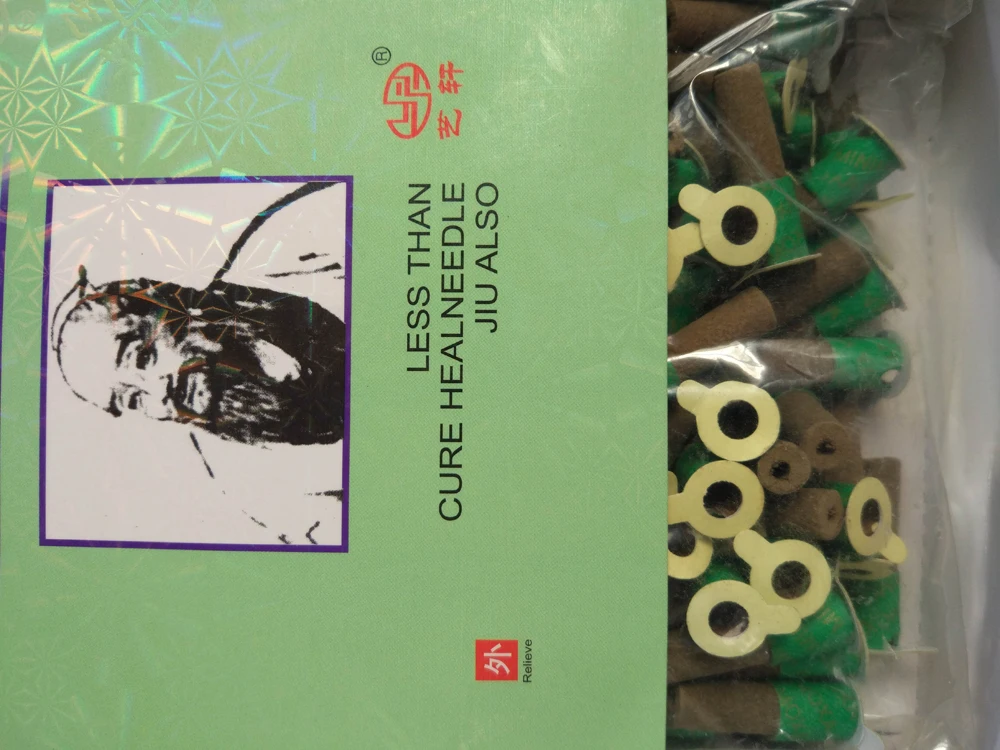 ®
艺轩
LESS THAN
CURE HEALNEEDLE
JIU ALSO
外
Relieve